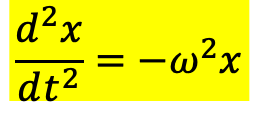 d²x/dt² = −ω²x